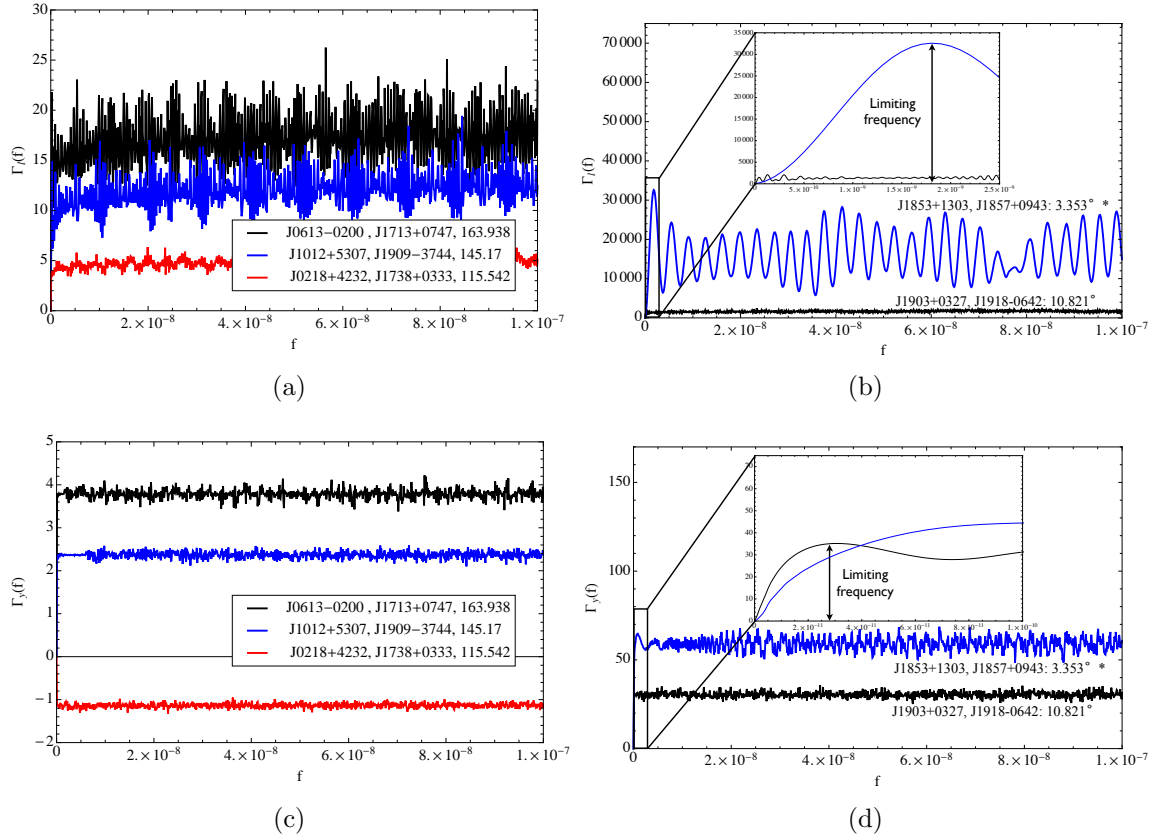 30
25
20
15
10
5
0
Γl(f)
J0613−0200 , J1713+0747, 163.938
J1012+5307, J1909−3744, 145.17
J0218+4232, J1738+0333, 115.542
0
2.×10⁻⁸
4.×10⁻⁸
6.×10⁻⁸
8.×10⁻⁸
1.×10⁻⁷
f
(a)
70 000
60 000
50 000
40 000
30 000
20 000
10 000
0
Γl(f)
35 000
30 000
25 000
20 000
15 000
10 000
5000
0
Limiting
frequency
5.×10⁻¹⁰
1.×10⁻⁹
1.5×10⁻⁹
2.×10⁻⁹
2.5×10⁻⁹
J1853+1303, J1857+0943: 3.353° *
J1903+0327, J1918-0642: 10.821°
0
2.×10⁻⁸
4.×10⁻⁸
6.×10⁻⁸
8.×10⁻⁸
1.×10⁻⁷
f
(b)
5
4
3
2
1
0
−1
−2
Γy(f)
J0613−0200 , J1713+0747, 163.938
J1012+5307, J1909−3744, 145.17
J0218+4232, J1738+0333, 115.542
0
2.×10⁻⁸
4.×10⁻⁸
6.×10⁻⁸
8.×10⁻⁸
1.×10⁻⁷
f
(c)
150
100
50
0
Γy(f)
70
60
50
40
30
20
10
0
Limiting
frequency
2.×10⁻¹¹
4.×10⁻¹¹
6.×10⁻¹¹
8.×10⁻¹¹
1.×10⁻¹⁰
J1853+1303, J1857+0943: 3.353° *
J1903+0327, J1918-0642: 10.821°
0
2.×10⁻⁸
4.×10⁻⁸
6.×10⁻⁸
8.×10⁻⁸
1.×10⁻⁷
f
(d)